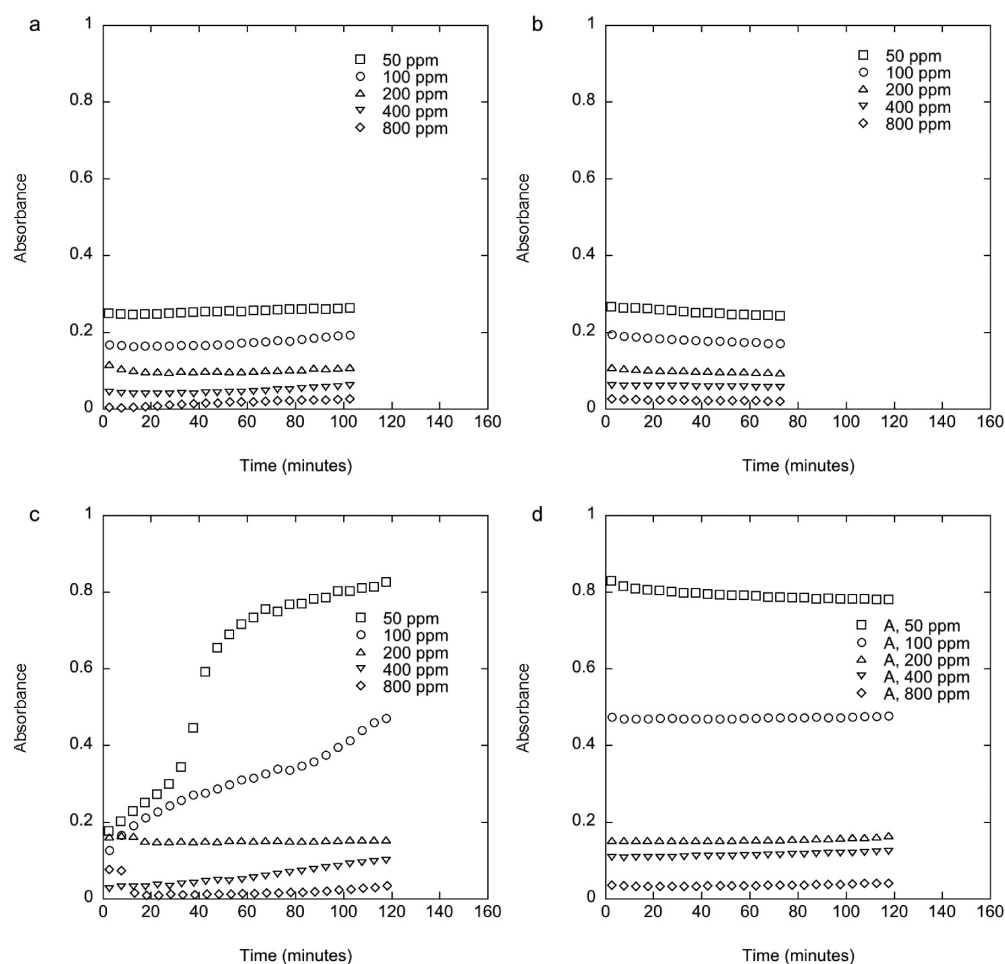 a
1
0.8
0.6
0.4
0.2
0
Absorbance
50 ppm
100 ppm
200 ppm
400 ppm
800 ppm
0 20 40 60 80 100 120 140 160
Time (minutes)
b
1
0.8
0.6
0.4
0.2
0
Absorbance
50 ppm
100 ppm
200 ppm
400 ppm
800 ppm
0 20 40 60 80 100 120 140 160
Time (minutes)
c
1
0.8
0.6
0.4
0.2
0
Absorbance
50 ppm
100 ppm
200 ppm
400 ppm
800 ppm
0 20 40 60 80 100 120 140 160
Time (minutes)
d
1
0.8
0.6
0.4
0.2
0
Absorbance
A, 50 ppm
A, 100 ppm
A, 200 ppm
A, 400 ppm
A, 800 ppm
0 20 40 60 80 100 120 140 160
Time (minutes)